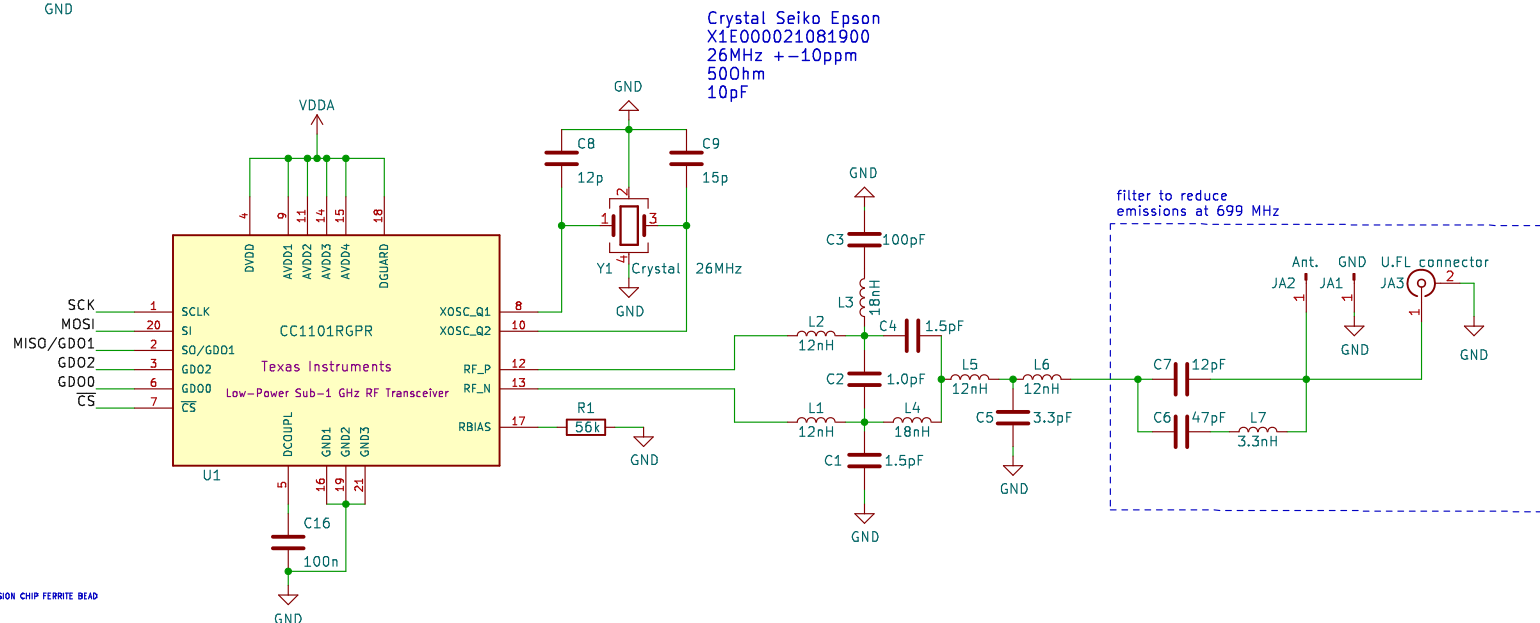 GND
Crystal Seiko Epson
X1E000021081900
26MHz +-10ppm
50Ohm
10pF
VDDA
4
9
11
14
15
18
DVDD
AVDD1
AVDD2
AVDD3
AVDD4
DGUARD
SCK
1
SCLK
MOSI
20
SI
MISO/GDO1
2
SO/GDO1
GDO2
3
GDO2
GDO0
6
GDO0
CS
7
CS
CC1101RGPR
Texas Instruments
Low-Power Sub-1 GHz RF Transceiver
XOSC_Q1
8
XOSC_Q2
10
RF_P
12
RF_N
13
RBIAS
17
DCOUPL
GND1
GND2
GND3
U1
5
16
19
21
C16
100n
GND
GND
C8
12p
C9
15p
2
1
3
4
Y1
Crystal 26MHz
GND
R1
56k
GND
GND
C3
100pF
L3
18nH
L2
12nH
C4
1.5pF
C2
1.0pF
L1
12nH
L4
18nH
C1
1.5pF
GND
L5
12nH
L6
12nH
C5
3.3pF
GND
filter to reduce
emissions at 699 MHz
Ant.
JA2
1
GND
JA1
1
GND
U.FL connector
JA3
2
1
GND
C7
12pF
C6
47pF
L7
3.3nH
SION CHIP FERRITE BEAD